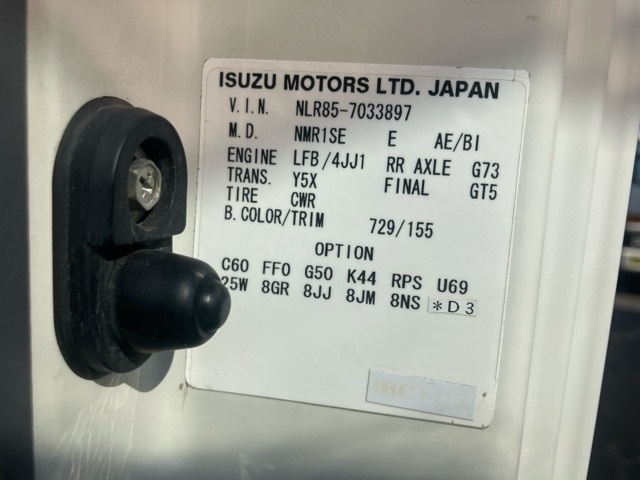 ISUZU MOTORS LTD. JAPAN
V.I.N. NLR85-7033897
M.D. NMR1SE E AE/BI
ENGINE LFB/4JJ1 RR AXLE G73
TRANS. Y5X FINAL GT5
TIRE CWR
B.COLOR/TRIM 729/155
OPTION
C60 FF0 G50 K44 RPS U69
25W 8GR 8JJ 8JM 8NS *D3